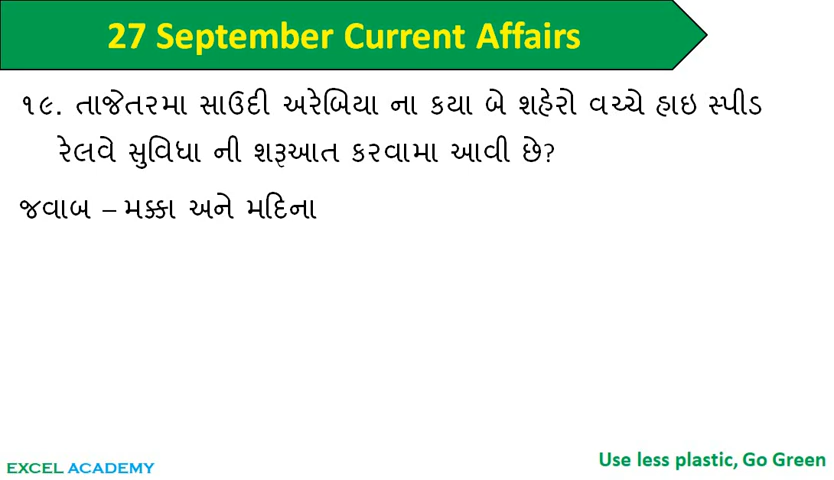 27 September Current Affairs
૧૯. તાજેતરમા સાઉદી અરેબિયા ના કયા બે શહેરો વચ્ચે હાઇ સ્પીડ
રેલવે સુવિધા ની શરૂઆત કરવામા આવી છે?
જવાબ – મક્કા અને મદિના
EXCEL ACADEMY
Use less plastic, Go Green